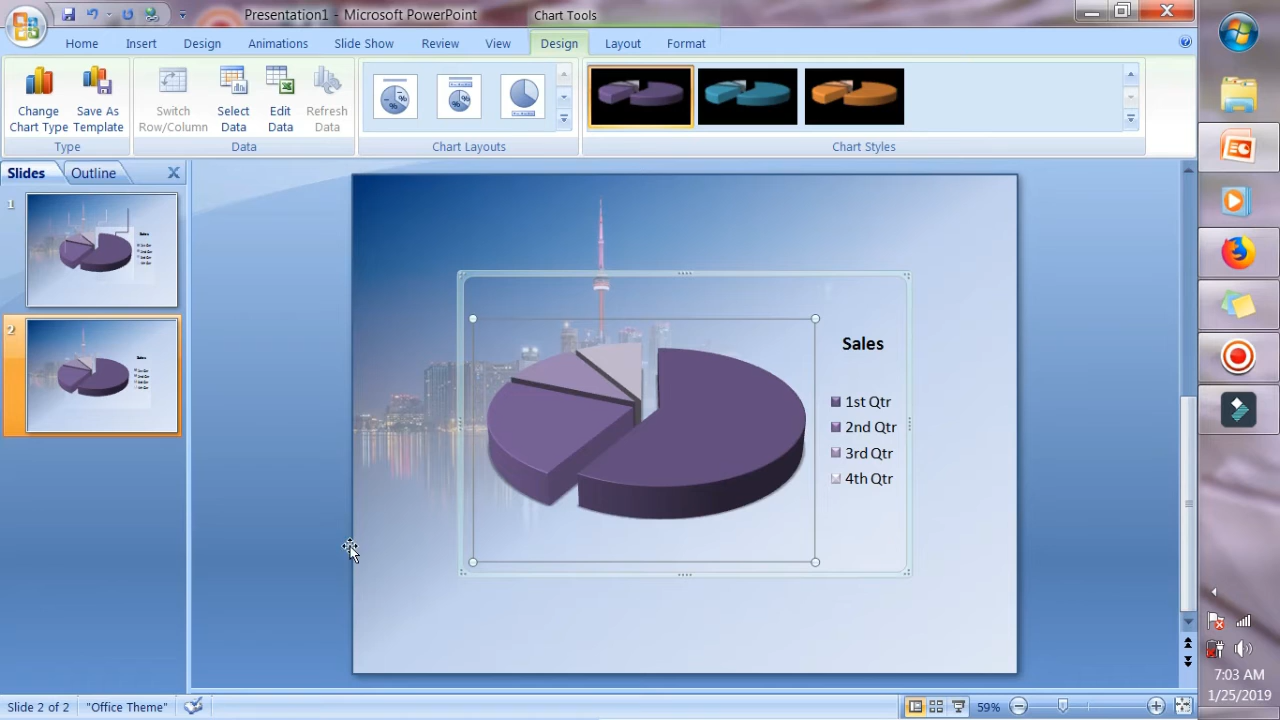 Presentation1 - Microsoft PowerPoint
Chart Tools
Home Insert Design Animations Slide Show Review View Design Layout Format
Change Chart Type
Save As Template
Switch Row/Column
Select Data
Edit Data
Refresh Data
Type
Data
Chart Layouts
Chart Styles
Slides
Outline
1
2
Sales
1st Qtr
2nd Qtr
3rd Qtr
4th Qtr
Slide 2 of 2
"Office Theme"
59%
7:03 AM
1/25/2019